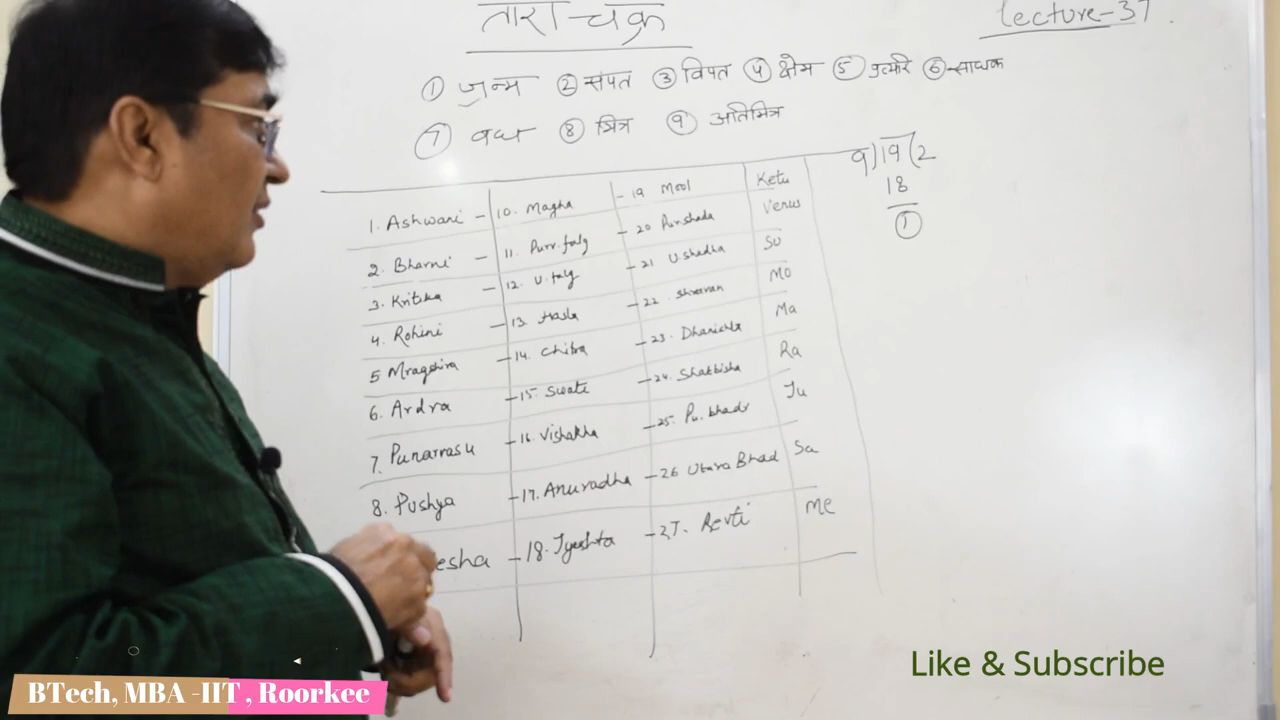 तारा-चक्र
Lecture-37.
① जन्म ② संपत ③ विपत ④ क्षेम ⑤ प्रत्यरि ⑥ साधक
⑦ वध ⑧ मित्र ⑨ अतिमित्र
9)19(2
18
①
1. Ashwani - 10. Magha - 19 Mool Ketu
2. Bharni - 11. Purv.falg - 20 Purshada Venus
3. Kritika - 12. U.falg - 21 U.shadha Su
4. Rohini - 13. Hasta - 22. Shravan Mo
5 Mragshira - 14. Chitra - 23. Dhanishta Ma
6. Ardra - 15. Swati - 24. Shatbisha Ra
7. Punarvasu - 16. Vishakha - 25. Pu.bhadr Ju
8. Pushya - 17. Anuradha - 26 Utara Bhad Sa
esha - 18. Jyeshta - 27. Revti Me
Like & Subscribe
BTech, MBA -IIT , Roorkee